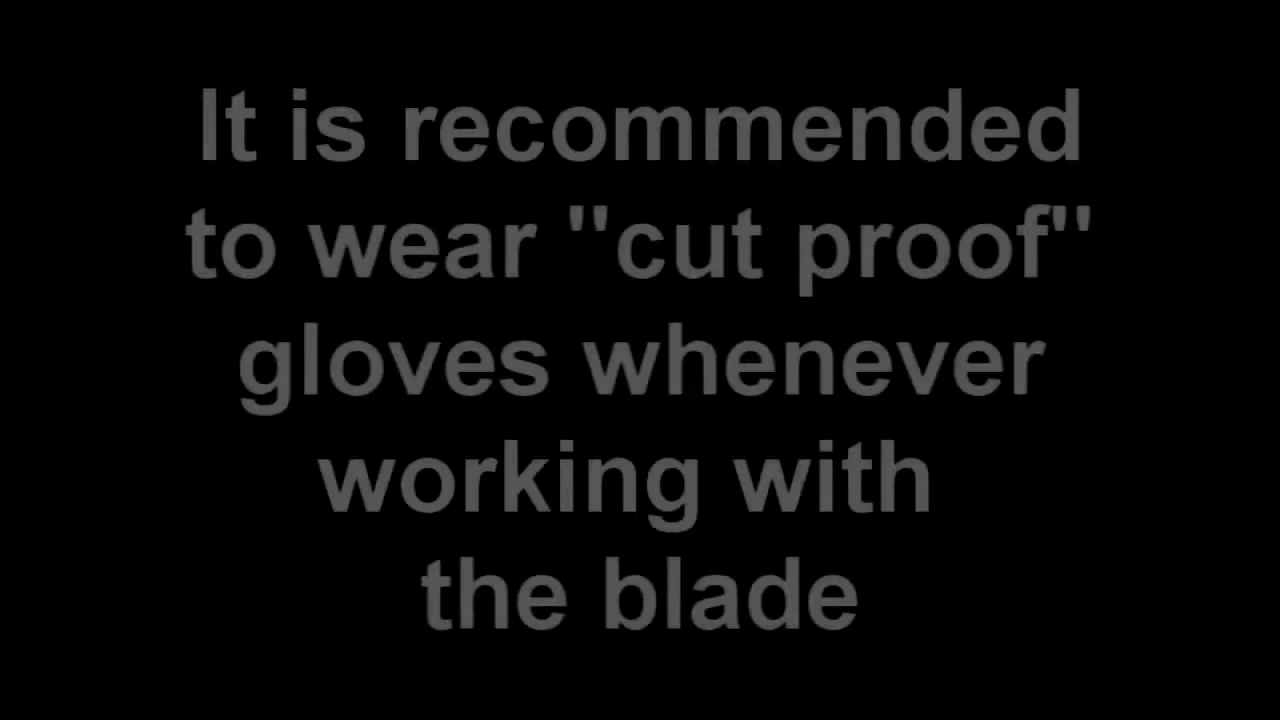 It is recommended
to wear "cut proof"
gloves whenever
working with
the blade